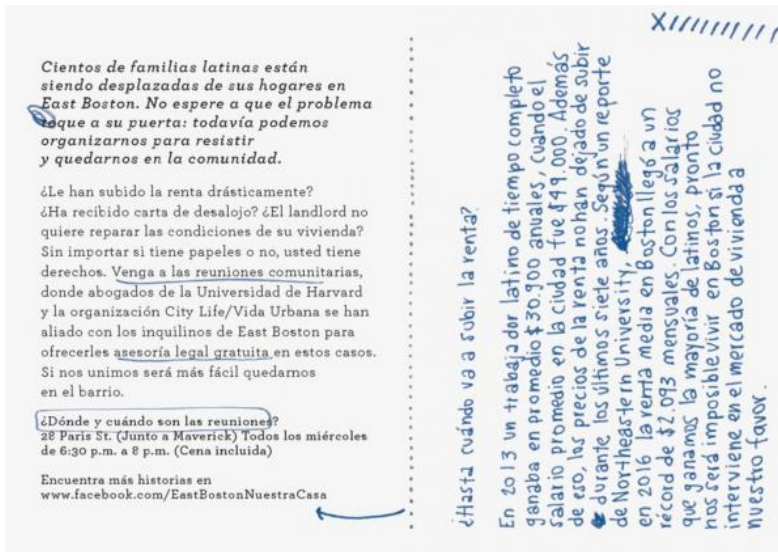 Cientos de familias latinas están
siendo desplazadas de sus hogares en
East Boston. No espere a que el problema
toque a su puerta: todavía podemos
organizarnos para resistir
y quedarnos en la comunidad.
¿Le han subido la renta drásticamente?
¿Ha recibido carta de desalojo? ¿El landlord no
quiere reparar las condiciones de su vivienda?
Sin importar si tiene papeles o no, usted tiene
derechos. Venga a las reuniones comunitarias,
donde abogados de la Universidad de Harvard
y la organización City Life/Vida Urbana se han
aliado con los inquilinos de East Boston para
ofrecerles asesoría legal gratuita en estos casos.
Si nos unimos será más fácil quedarnos
en el barrio.
¿Dónde y cuándo son las reuniones?
28 Paris St. (Junto a Maverick) Todos los miércoles
de 6:30 p.m. a 8 p.m. (Cena incluida)
Encuentra más historias en
www.facebook.com/EastBostonNuestraCasa
¿Hasta cuándo va a subir la renta?
En 2013 un trabajador latino de tiempo completo
ganaba en promedio $30.900 anuales, cuando el
salario promedio en la ciudad fue $49.000. Además
de eso, los precios de la renta no han dejado de subir
durante los últimos siete años. Según un reporte
de Northeastern University,
en 2016 la renta media en Boston llegó a un
récord de $2.093 mensuales. Con los salarios
que ganamos la mayoría de latinos, pronto
nos será imposible vivir en Boston si la ciudad no
interviene en el mercado de vivienda a
nuestro favor.